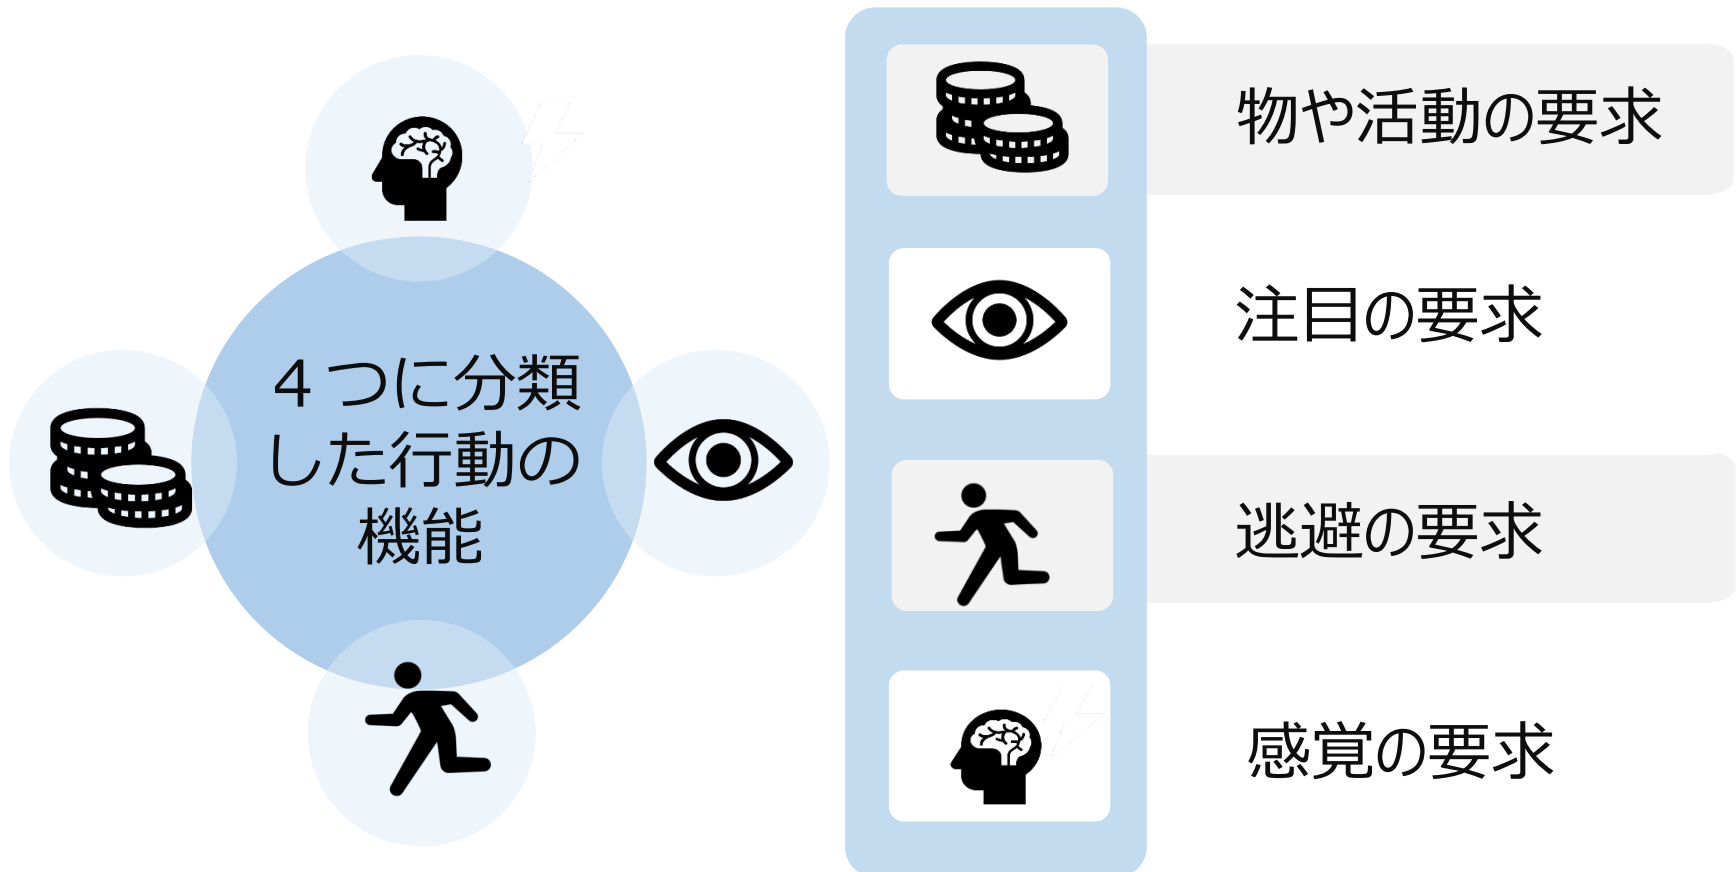 ４つに分類
した行動の
機能
物や活動の要求
注目の要求
逃避の要求
感覚の要求